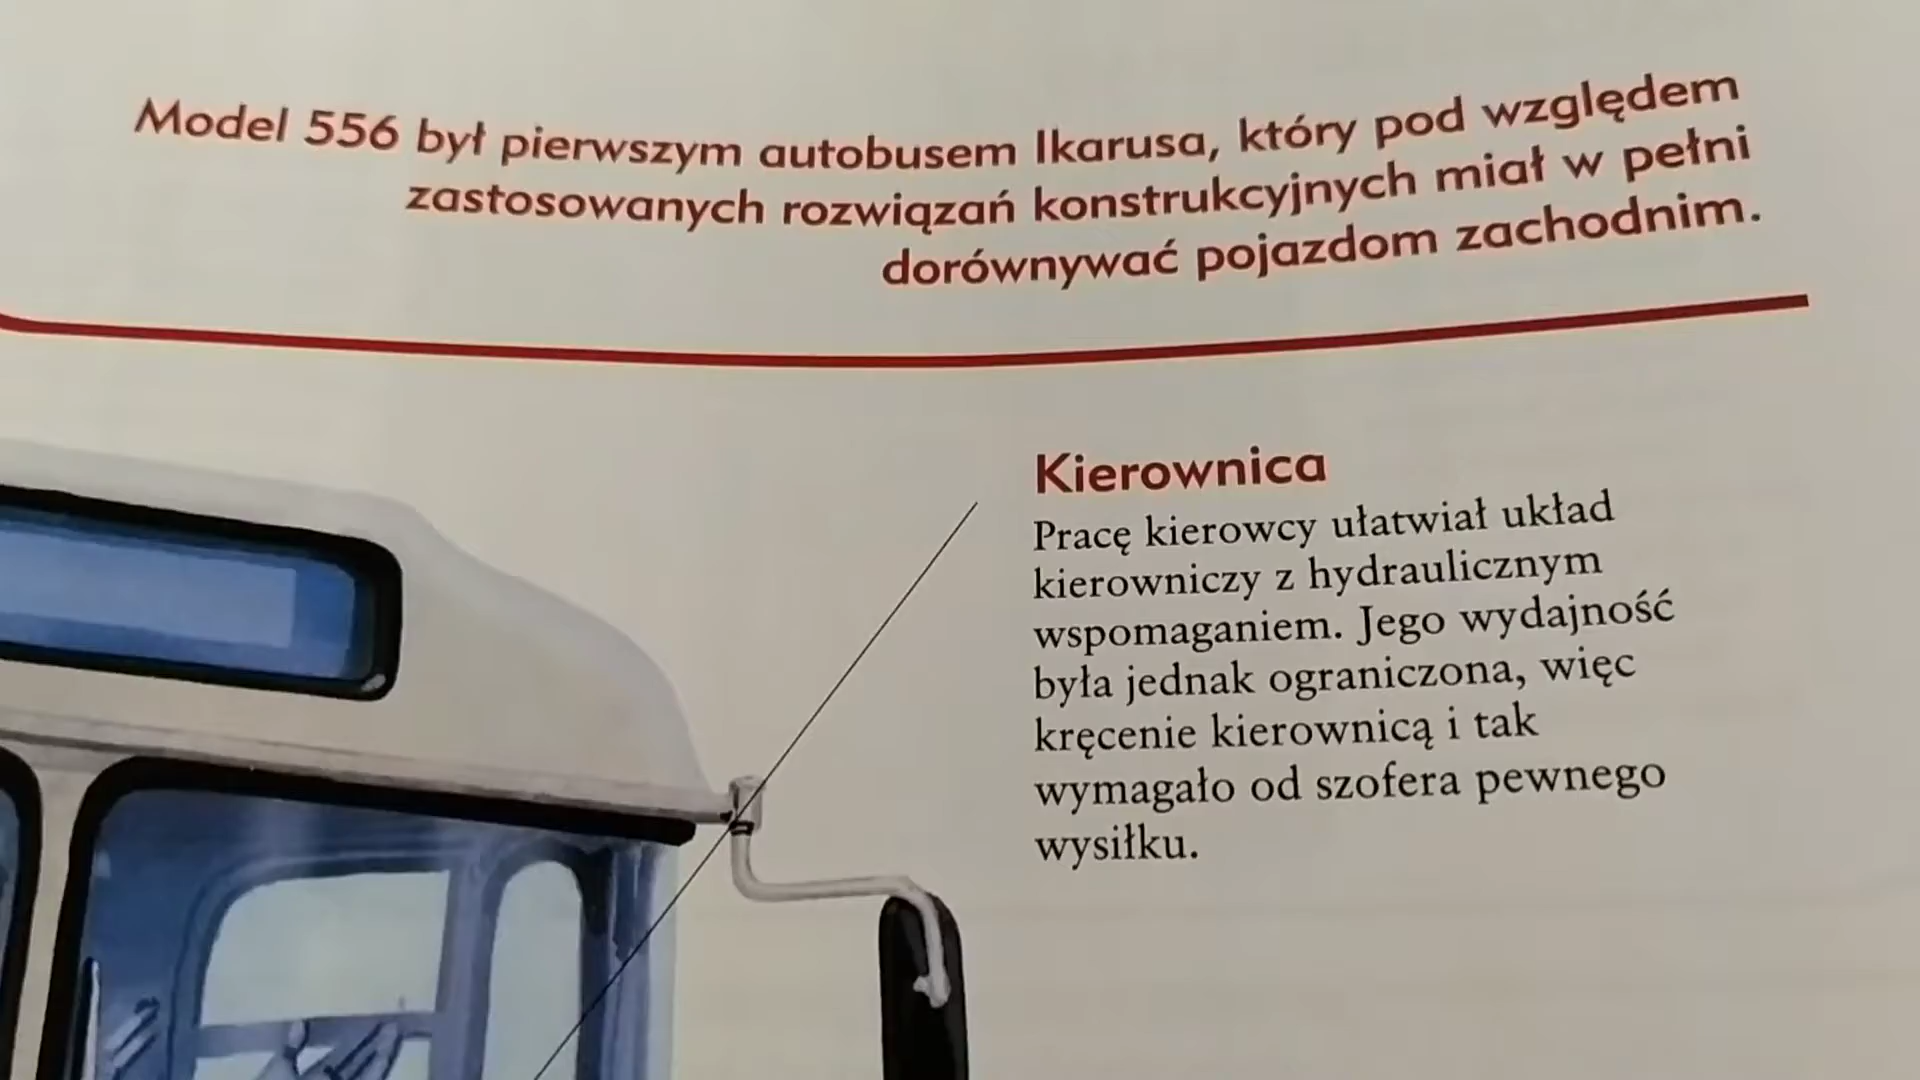 Model 556 był pierwszym autobusem Ikarusa, który pod względem
zastosowanych rozwiązań konstrukcyjnych miał w pełni
dorównywać pojazdom zachodnim.
Kierownica
Pracę kierowcy ułatwiał układ
kierowniczy z hydraulicznym
wspomaganiem. Jego wydajność
była jednak ograniczona, więc
kręcenie kierownicą i tak
wymagało od szofera pewnego
wysiłku.